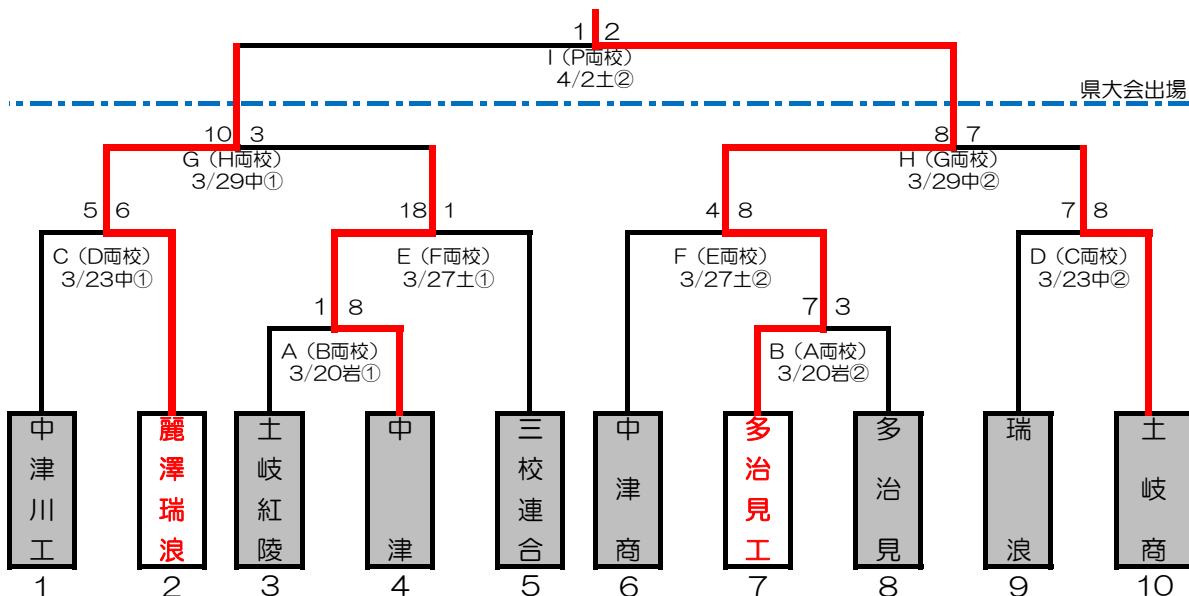 1 2
I(P両校)
4/2土②
県大会出場
10 3
G(H両校)
3/29中①
8 7
H(G両校)
3/29中②
5 6
C(D両校)
3/23中①
18 1
E(F両校)
3/27土①
4 8
F(E両校)
3/27土②
7 8
D(C両校)
3/23中②
1 8
A(B両校)
3/20岩①
7 3
B(A両校)
3/20岩②
中津川工
麗澤瑞浪
土岐紅陵
中津
三校連合
中津商
多治見工
多治見
瑞浪
土岐商
1 2 3 4 5 6 7 8 9 10